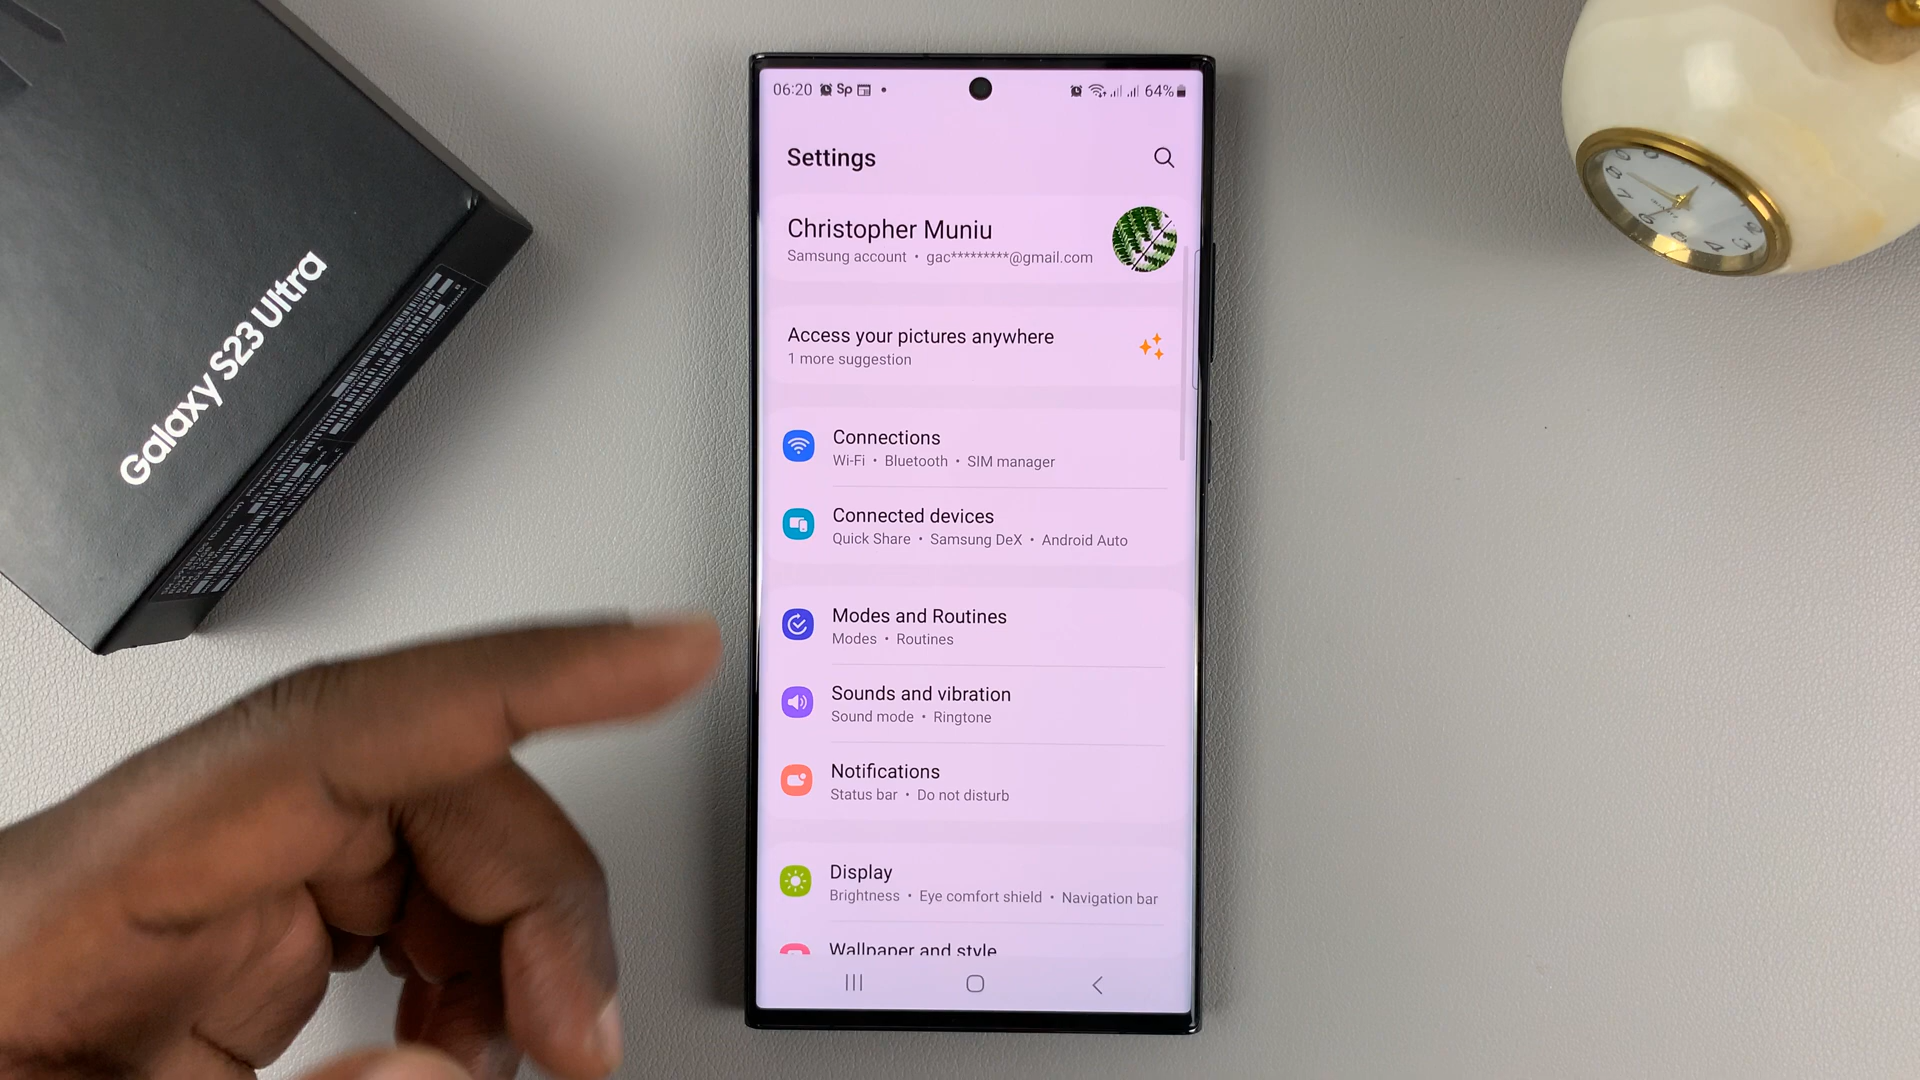 Galaxy S23 Ultra
06:20 Sp 64%
Settings
Christopher Muniu
Samsung account • gac*********@gmail.com
Access your pictures anywhere
1 more suggestion
Connections
Wi-Fi • Bluetooth • SIM manager
Connected devices
Quick Share • Samsung DeX • Android Auto
Modes and Routines
Modes • Routines
Sounds and vibration
Sound mode • Ringtone
Notifications
Status bar • Do not disturb
Display
Brightness • Eye comfort shield • Navigation bar
Wallpaper and style